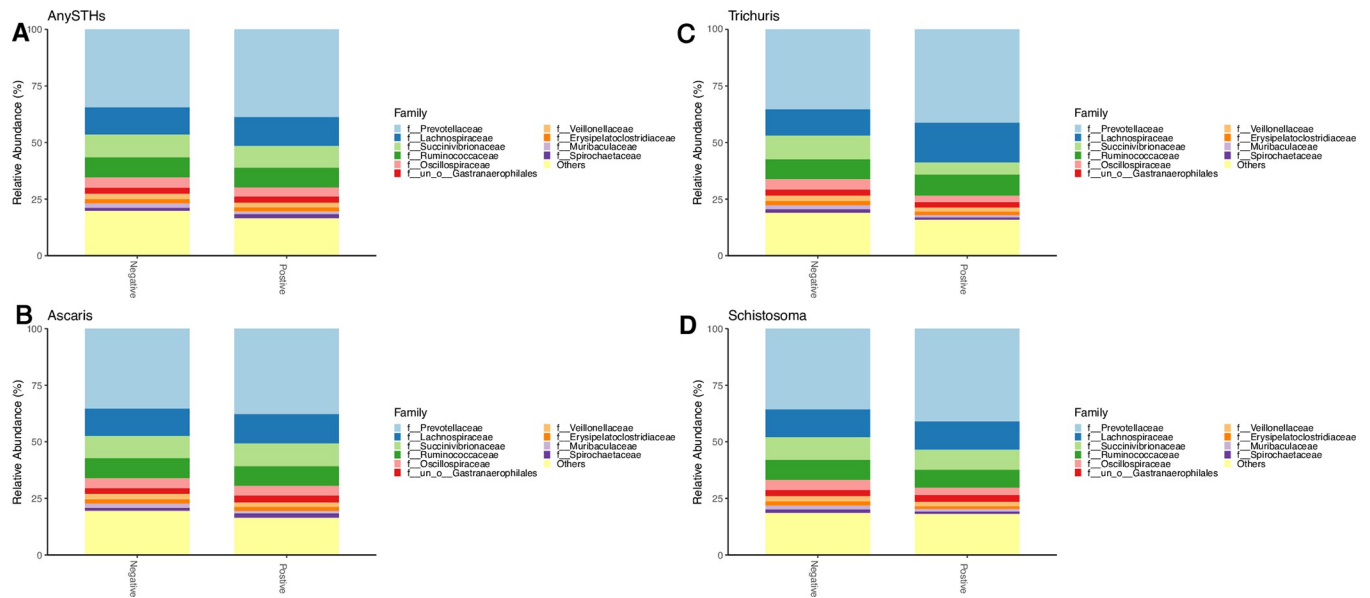 A
AnySTHs
Relative Abundance (%)
100
75
50
25
0
Negative
Postive
Family
f__Prevotellaceae
f__Lachnospiraceae
f__Succinivibrionaceae
f__Ruminococcaceae
f__Oscillospiraceae
f__un_o__Gastranaerophilales
f__Veillonellaceae
f__Erysipelatoclostridiaceae
f__Muribaculaceae
f__Spirochaetaceae
Others
C
Trichuris
Relative Abundance (%)
100
75
50
25
0
Negative
Postive
Family
f__Prevotellaceae
f__Lachnospiraceae
f__Succinivibrionaceae
f__Ruminococcaceae
f__Oscillospiraceae
f__un_o__Gastranaerophilales
f__Veillonellaceae
f__Erysipelatoclostridiaceae
f__Muribaculaceae
f__Spirochaetaceae
Others
B
Ascaris
Relative Abundance (%)
100
75
50
25
0
Negative
Postive
Family
f__Prevotellaceae
f__Lachnospiraceae
f__Succinivibrionaceae
f__Ruminococcaceae
f__Oscillospiraceae
f__un_o__Gastranaerophilales
f__Veillonellaceae
f__Erysipelatoclostridiaceae
f__Muribaculaceae
f__Spirochaetaceae
Others
D
Schistosoma
Relative Abundance (%)
100
75
50
25
0
Negative
Postive
Family
f__Prevotellaceae
f__Lachnospiraceae
f__Succinivibrionaceae
f__Ruminococcaceae
f__Oscillospiraceae
f__un_o__Gastranaerophilales
f__Veillonellaceae
f__Erysipelatoclostridiaceae
f__Muribaculaceae
f__Spirochaetaceae
Others